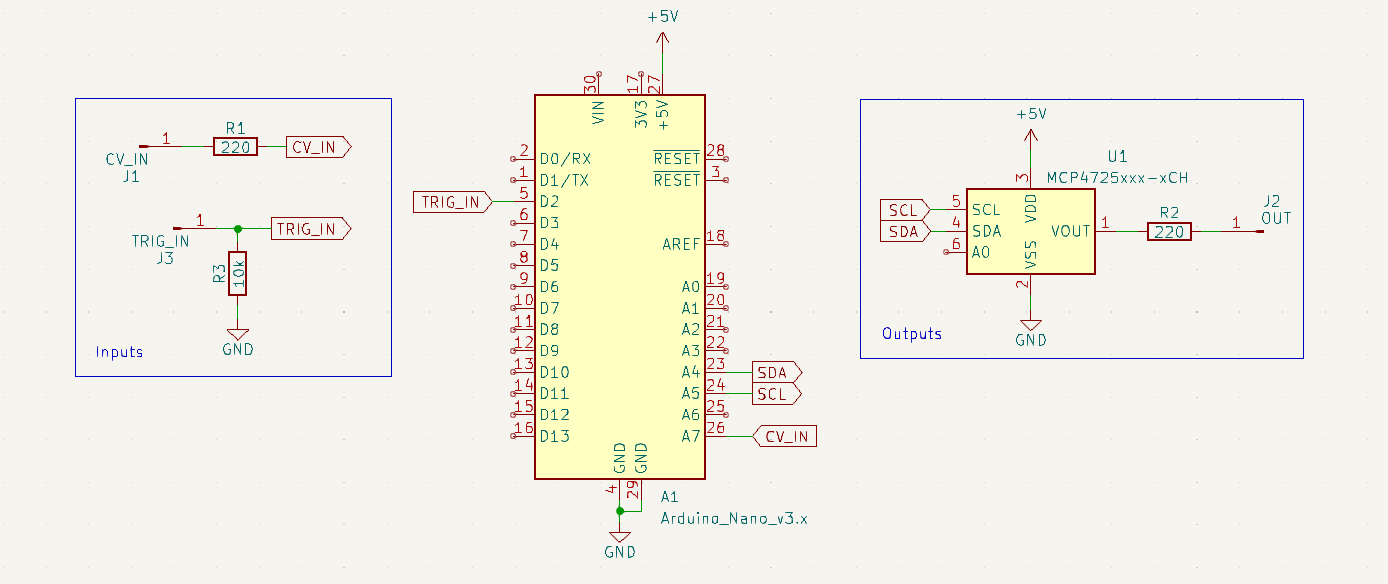 +5V
30
17
27
VIN
3V3
+5V
1
R1
220
CV_IN
CV_IN
J1
1
TRIG_IN
TRIG_IN
J3
R3
10k
GND
Inputs
TRIG_IN
2
D0/RX
1
D1/TX
5
D2
6
D3
7
D4
8
D5
9
D6
10
D7
11
D8
12
D9
13
D10
14
D11
15
D12
16
D13
RESET
28
RESET
3
AREF
18
A0
19
A1
20
A2
21
A3
22
A4
23
SDA
A5
24
SCL
A6
25
A7
26
CV_IN
GND
GND
4
29
A1
Arduino_Nano_v3.x
GND
+5V
U1
MCP4725xxx-xCH
3
VDD
SCL
5
SCL
SDA
4
SDA
6
A0
VSS
2
VOUT
1
R2
220
1
J2
OUT
GND
Outputs